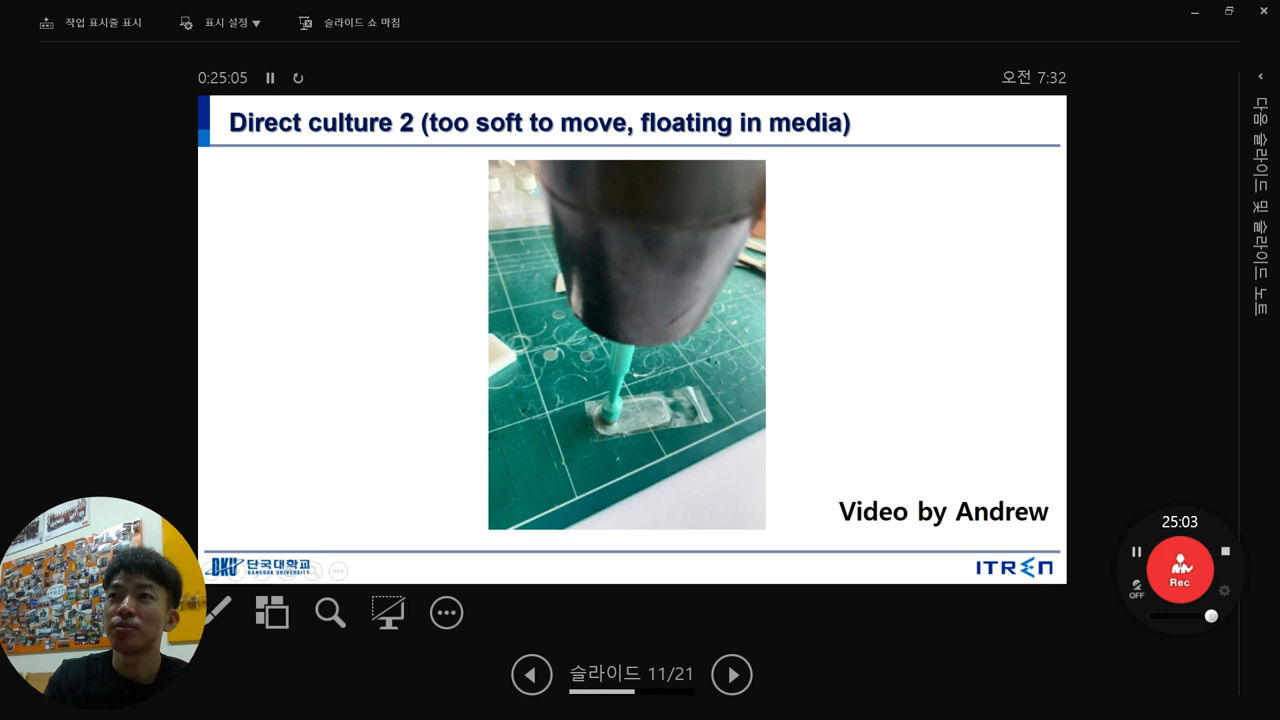 작업 표시줄 표시
표시 설정
슬라이드 쇼 마침
0:25:05
오전 7:32
Direct culture 2 (too soft to move, floating in media)
Video by Andrew
DKU 단국대학교
DANKOOK UNIVERSITY
ITREN
슬라이드 11/21
다음 슬라이드 및 슬라이드 노트
25:03
Rec
OFF